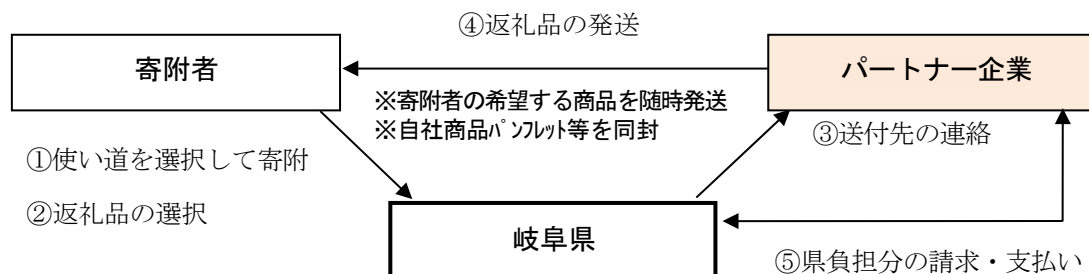 ④返礼品の発送
寄附者
パートナー企業
※寄附者の希望する商品を随時発送
※自社商品ﾊﾟﾝﾌﾚｯﾄ等を同封
①使い道を選択して寄附
③送付先の連絡
②返礼品の選択
岐阜県
⑤県負担分の請求・支払い